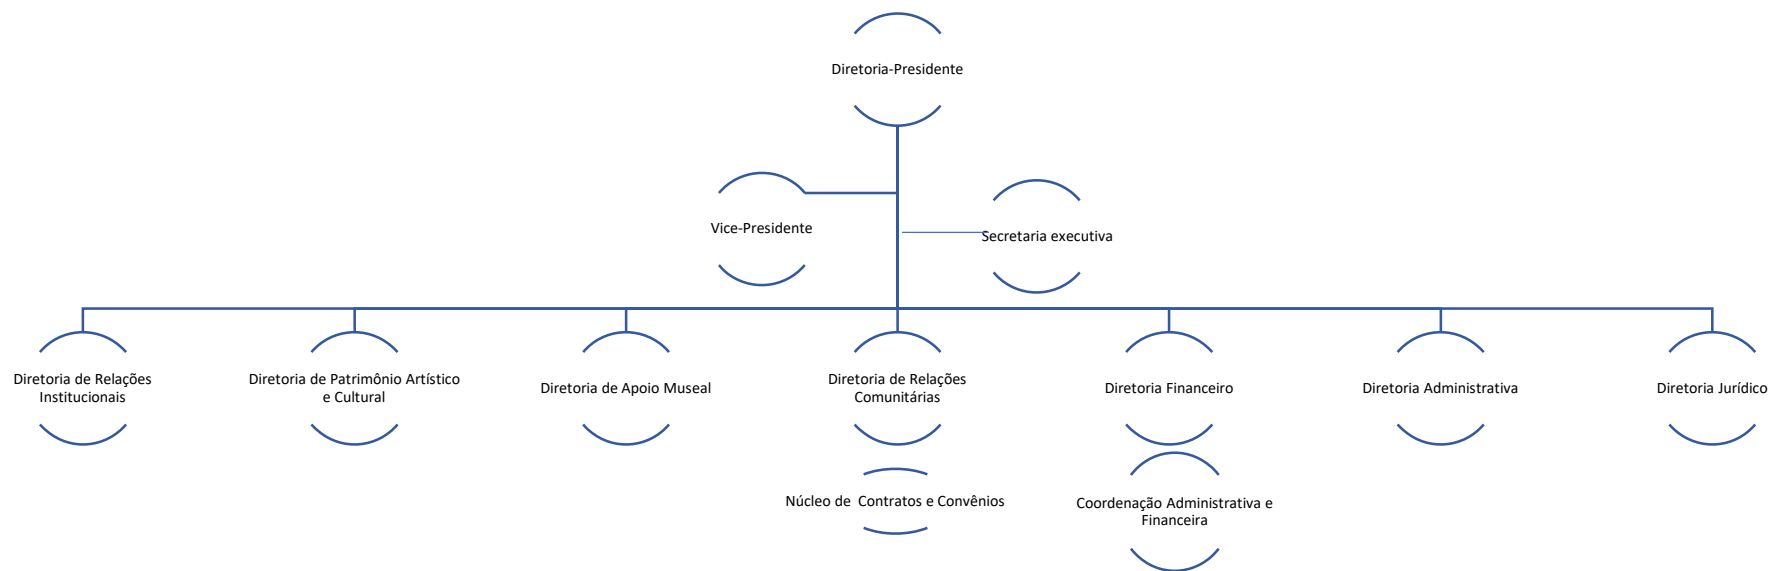 Diretoria-Presidente
Vice-Presidente
Secretaria executiva
Diretoria de Relações
Institucionais
Diretoria de Patrimônio Artístico
e Cultural
Diretoria de Apoio Museal
Diretoria de Relações
Comunitárias
Diretoria Financeiro
Diretoria Administrativa
Diretoria Jurídico
Núcleo de Contratos e Convênios
Coordenação Administrativa e
Financeira